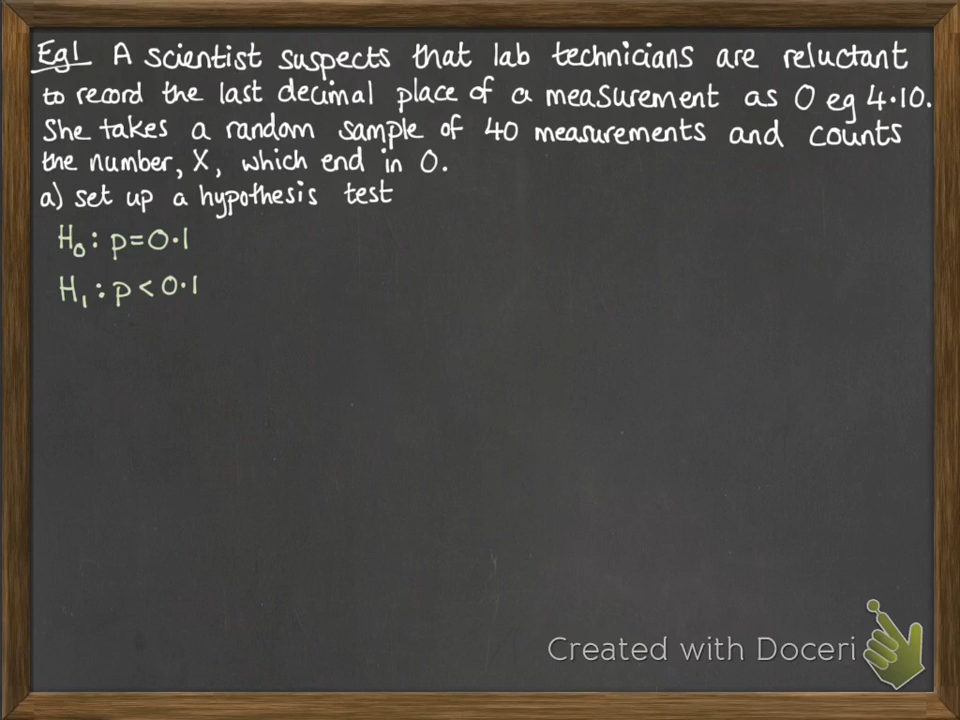 Eg1 A scientist suspects that lab technicians are reluctant
to record the last decimal place of a measurement as 0 eg 4·10.
She takes a random sample of 40 measurements and counts
the number, X, which end in 0.
a) set up a hypothesis test
H₀: p=0·1
H₁: p<0·1
Created with Doceri